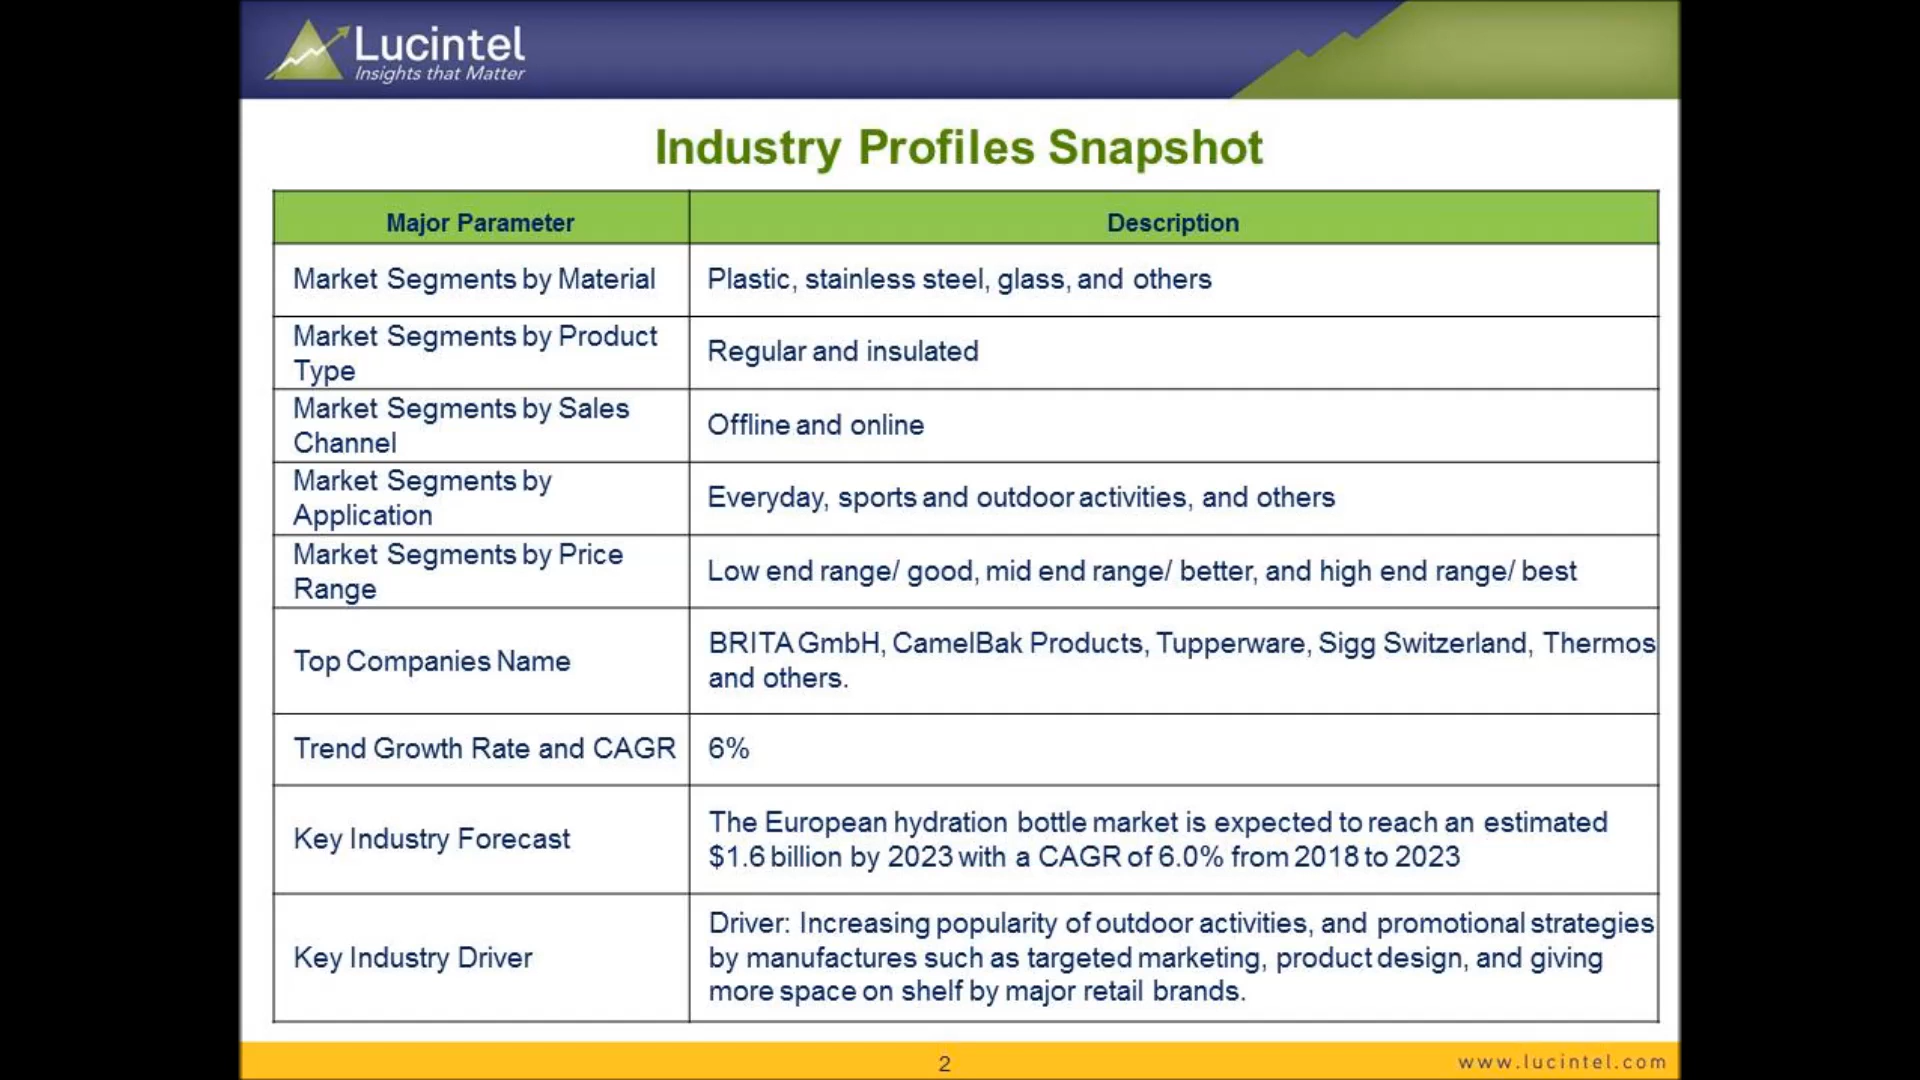 Lucintel
Insights that Matter
Industry Profiles Snapshot
Major Parameter
Description
Market Segments by Material
Plastic, stainless steel, glass, and others
Market Segments by Product
Type
Regular and insulated
Market Segments by Sales
Channel
Offline and online
Market Segments by
Application
Everyday, sports and outdoor activities, and others
Market Segments by Price
Range
Low end range/ good, mid end range/ better, and high end range/ best
Top Companies Name
BRITA GmbH, CamelBak Products, Tupperware, Sigg Switzerland, Thermos
and others.
Trend Growth Rate and CAGR
6%
Key Industry Forecast
The European hydration bottle market is expected to reach an estimated
$1.6 billion by 2023 with a CAGR of 6.0% from 2018 to 2023
Key Industry Driver
Driver: Increasing popularity of outdoor activities, and promotional strategies
by manufactures such as targeted marketing, product design, and giving
more space on shelf by major retail brands.
2
www.lucintel.com